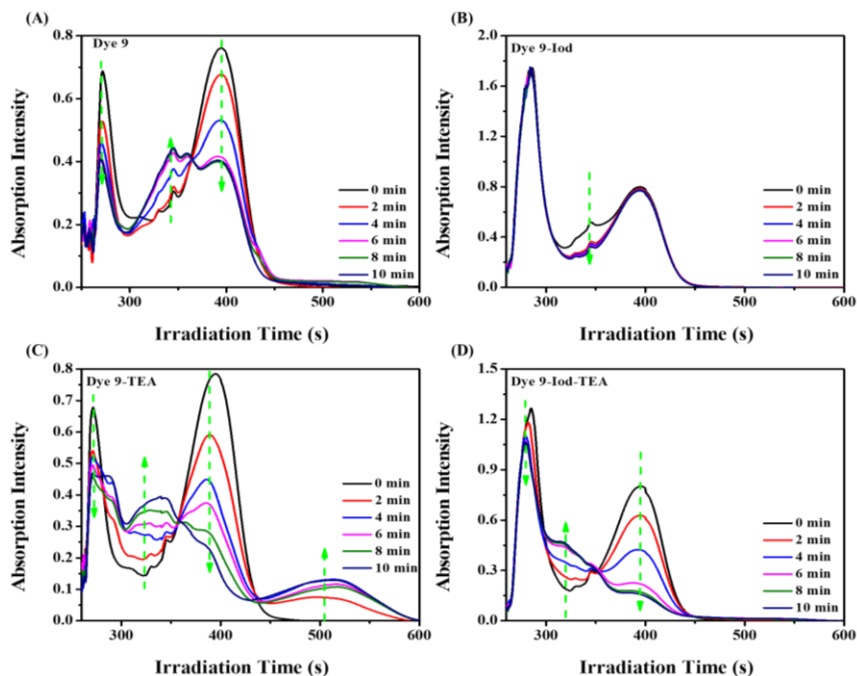 (A)
Dye 9
0.8
0.6
0.4
0.2
0.0
Absorption Intensity
0 min
2 min
4 min
6 min
8 min
10 min
300
400
500
600
Irradiation Time (s)
(B)
Dye 9-Iod
2.0
1.6
1.2
0.8
0.4
0.0
Absorption Intensity
0 min
2 min
4 min
6 min
8 min
10 min
300
400
500
600
Irradiation Time (s)
(C)
Dye 9-TEA
0.8
0.7
0.6
0.5
0.4
0.3
0.2
0.1
0.0
Absorption Intensity
0 min
2 min
4 min
6 min
8 min
10 min
300
400
500
600
Irradiation Time (s)
(D)
Dye 9-Iod-TEA
1.5
1.2
0.9
0.6
0.3
0.0
Absorption Intensity
0 min
2 min
4 min
6 min
8 min
10 min
300
400
500
600
Irradiation Time (s)